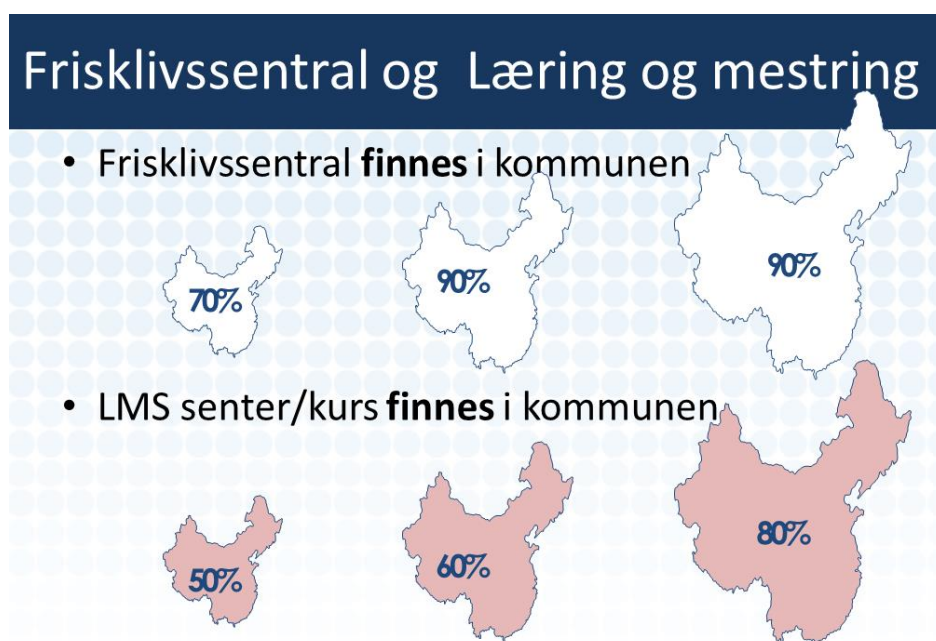 Frisklivssentral og Læring og mestring
• Frisklivssentral finnes i kommunen
70%
90%
90%
• LMS senter/kurs finnes i kommunen
50%
60%
80%